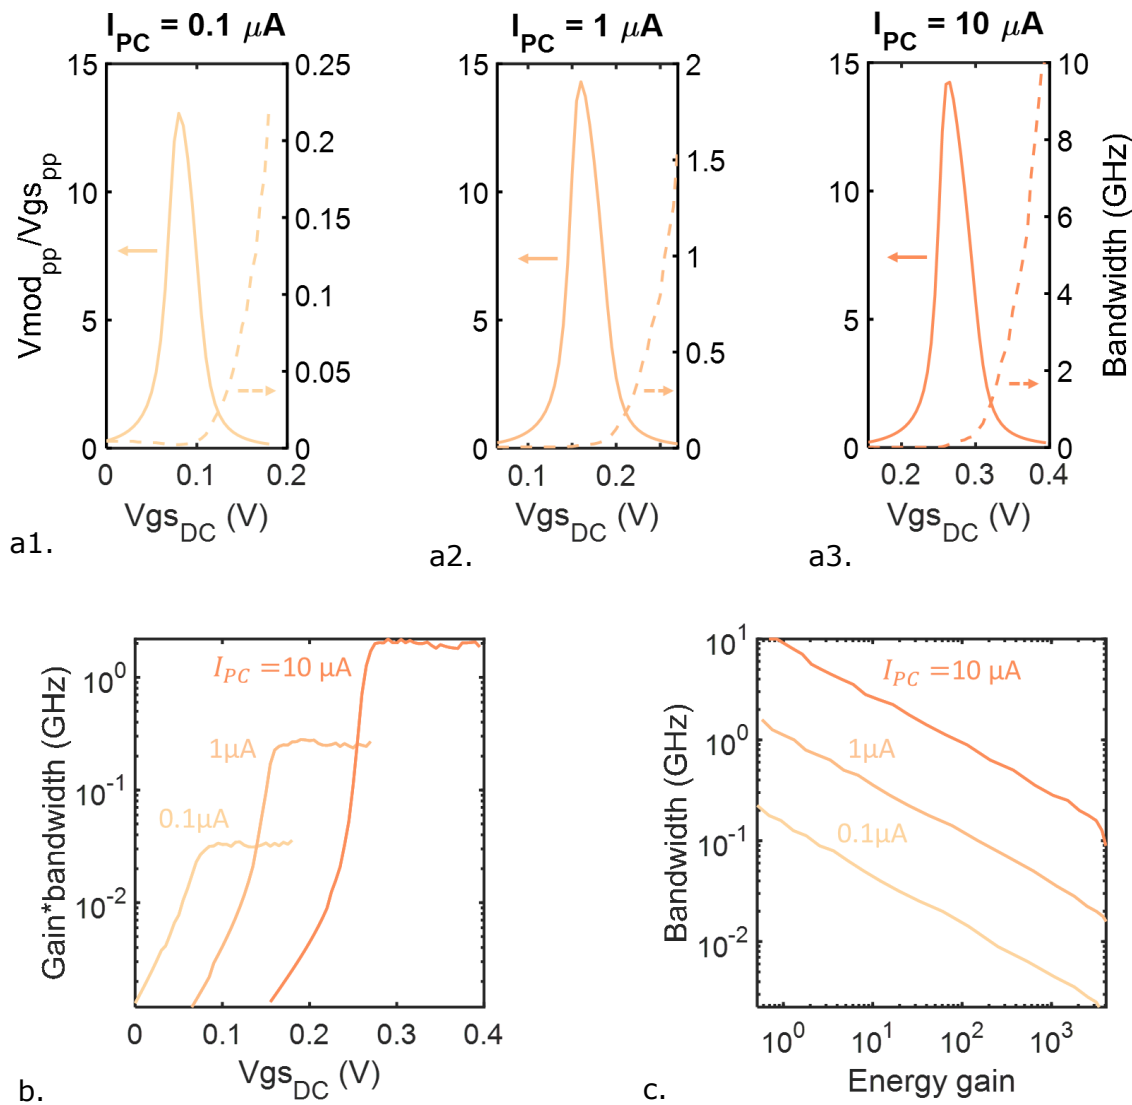 I_PC = 0.1 μA
I_PC = 1 μA
I_PC = 10 μA
Vmod_pp/Vgs_pp
15
10
5
0
0.25
0.2
0.15
0.1
0.05
0
0 0.1 0.2
Vgs_DC (V)
a1.
15
10
5
0
2
1.5
1
0.5
0
0.1 0.2
Vgs_DC (V)
a2.
15
10
5
0
10
8
6
4
2
0
Bandwidth (GHz)
0.2 0.3 0.4
Vgs_DC (V)
a3.
Gain*bandwidth (GHz)
10^0
10^-1
10^-2
I_PC = 10 μA
1μA
0.1μA
0 0.1 0.2 0.3 0.4
Vgs_DC (V)
b.
Bandwidth (GHz)
10^1
10^0
10^-1
10^-2
I_PC = 10 μA
1μA
0.1μA
10^0 10^1 10^2 10^3
Energy gain
c.